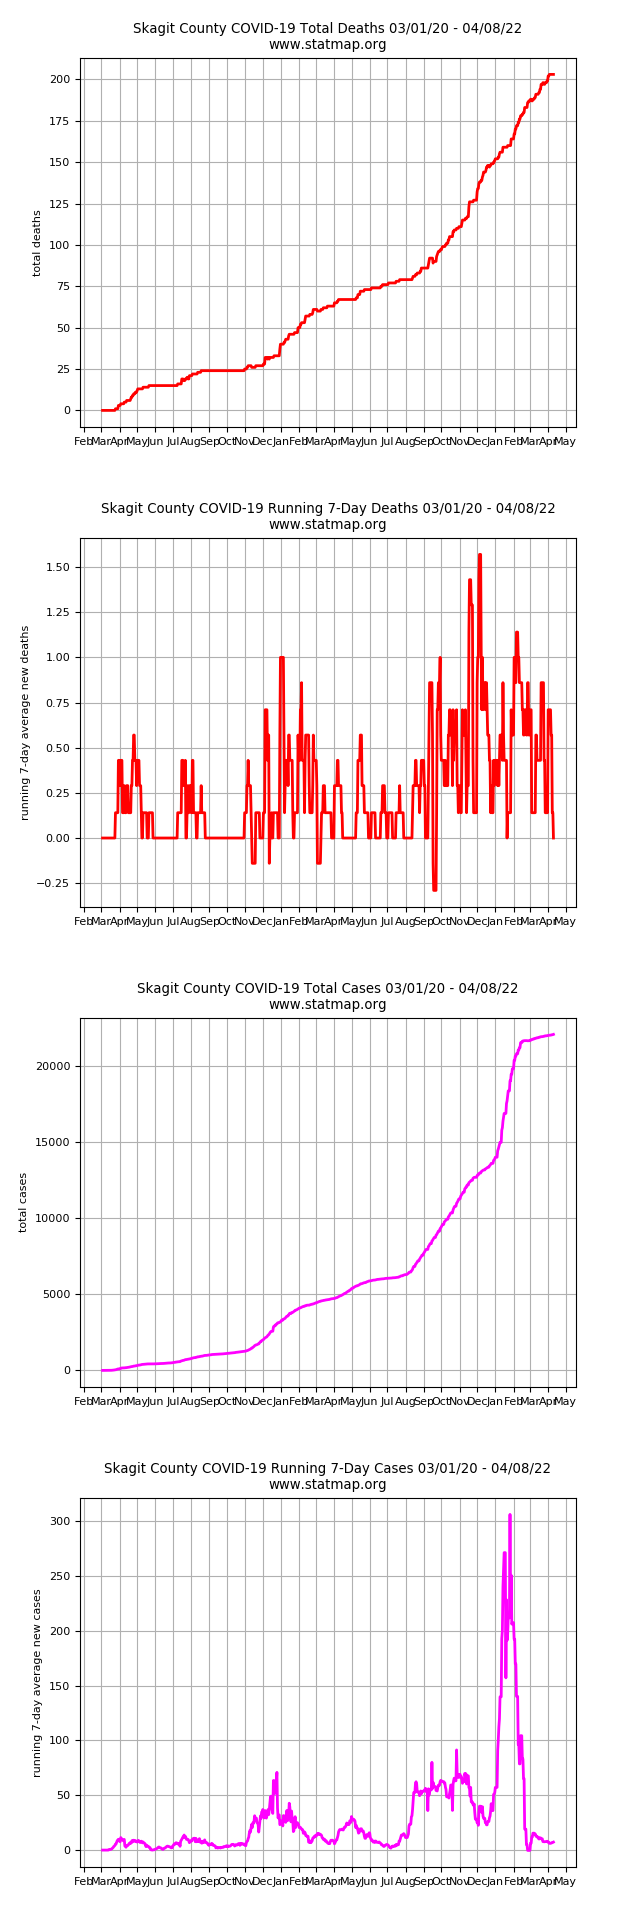 Skagit County COVID-19 Total Deaths 03/01/20 - 04/08/22
www.statmap.org
200
175
150
125
100
75
50
25
0
total deaths
Feb Mar Apr May Jun Jul Aug Sep Oct Nov Dec Jan Feb Mar Apr May Jun Jul Aug Sep Oct Nov Dec Jan Feb Mar Apr May
Skagit County COVID-19 Running 7-Day Deaths 03/01/20 - 04/08/22
www.statmap.org
1.50
1.25
1.00
0.75
0.50
0.25
0.00
−0.25
running 7-day average new deaths
Feb Mar Apr May Jun Jul Aug Sep Oct Nov Dec Jan Feb Mar Apr May Jun Jul Aug Sep Oct Nov Dec Jan Feb Mar Apr May
Skagit County COVID-19 Total Cases 03/01/20 - 04/08/22
www.statmap.org
20000
15000
10000
5000
0
total cases
Feb Mar Apr May Jun Jul Aug Sep Oct Nov Dec Jan Feb Mar Apr May Jun Jul Aug Sep Oct Nov Dec Jan Feb Mar Apr May
Skagit County COVID-19 Running 7-Day Cases 03/01/20 - 04/08/22
www.statmap.org
300
250
200
150
100
50
0
running 7-day average new cases
Feb Mar Apr May Jun Jul Aug Sep Oct Nov Dec Jan Feb Mar Apr May Jun Jul Aug Sep Oct Nov Dec Jan Feb Mar Apr May